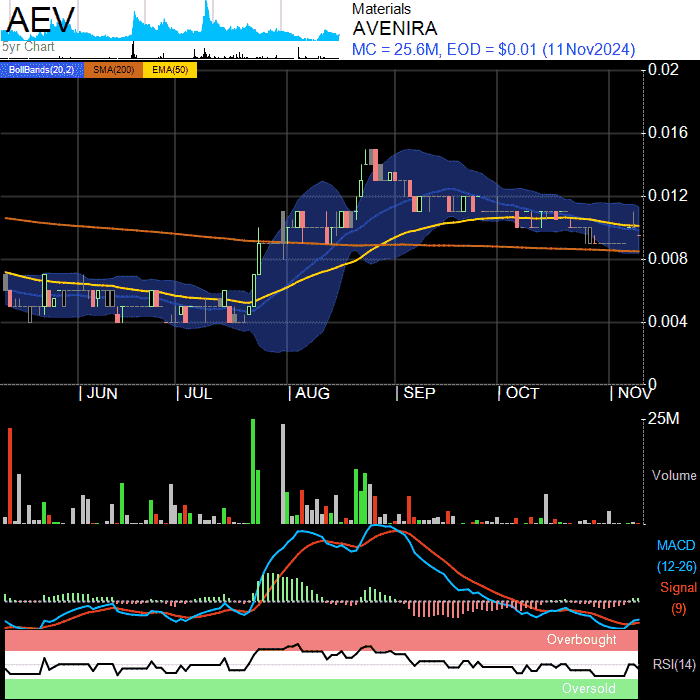 AEV
5yr Chart
Materials
AVENIRA
MC = 25.6M, EOD = $0.01 (11Nov2024)
BollBands(20,2) SMA(200) EMA(50)
0.02
0.016
0.012
0.008
0.004
0
| JUN | JUL | AUG | SEP | OCT | NOV
25M
Volume
MACD
(12-26)
Signal
(9)
Overbought
RSI(14)
Oversold